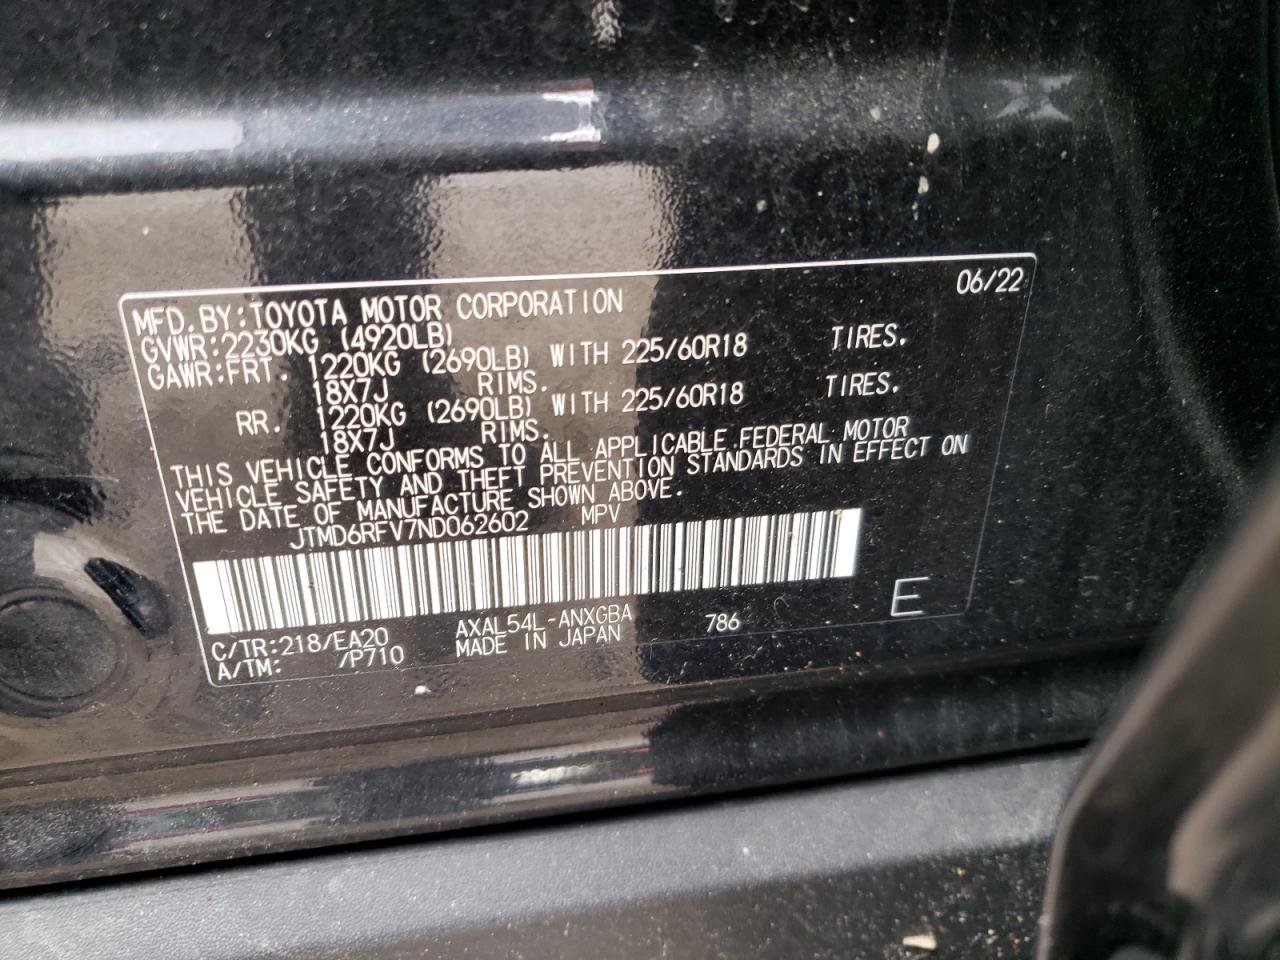 06/22
MFD.BY:TOYOTA MOTOR CORPORATION
GVWR:2230KG (4920LB)
GAWR:FRT. 1220KG (2690LB) WITH 225/60R18 TIRES.
18X7J RIMS.
RR. 1220KG (2690LB) WITH 225/60R18 TIRES.
18X7J RIMS.
THIS VEHICLE CONFORMS TO ALL APPLICABLE FEDERAL MOTOR
VEHICLE SAFETY AND THEFT PREVENTION STANDARDS IN EFFECT ON
THE DATE OF MANUFACTURE SHOWN ABOVE.
JTMD6RFV7ND062602 MPV
C/TR:218/EA20 AXAL54L-ANXGBA 786 E
A/TM: /P710 MADE IN JAPAN